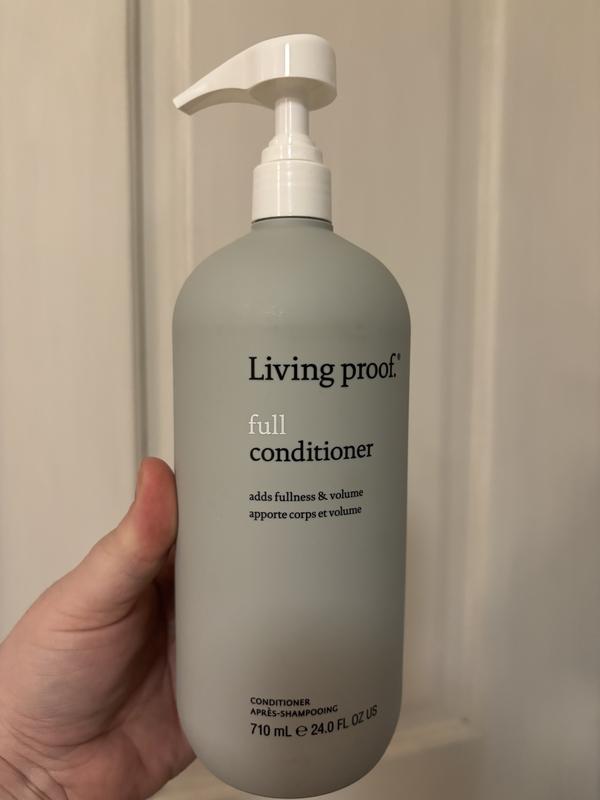 Living proof.®
full
conditioner
adds fullness & volume
apporte corps et volume
CONDITIONER
APRÈS-SHAMPOOING
710 mL ℮ 24.0 FL OZ US